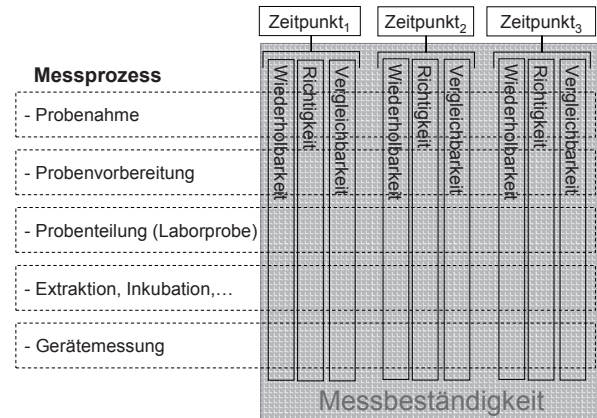 Zeitpunkt₁ Zeitpunkt₂ Zeitpunkt₃
Messprozess
Wiederholbarkeit
Richtigkeit
Vergleichbarkeit
Wiederholbarkeit
Richtigkeit
Vergleichbarkeit
Wiederholbarkeit
Richtigkeit
Vergleichbarkeit
- Probenahme
- Probenvorbereitung
- Probenteilung (Laborprobe)
- Extraktion, Inkubation,…
- Gerätemessung
Messbeständigkeit